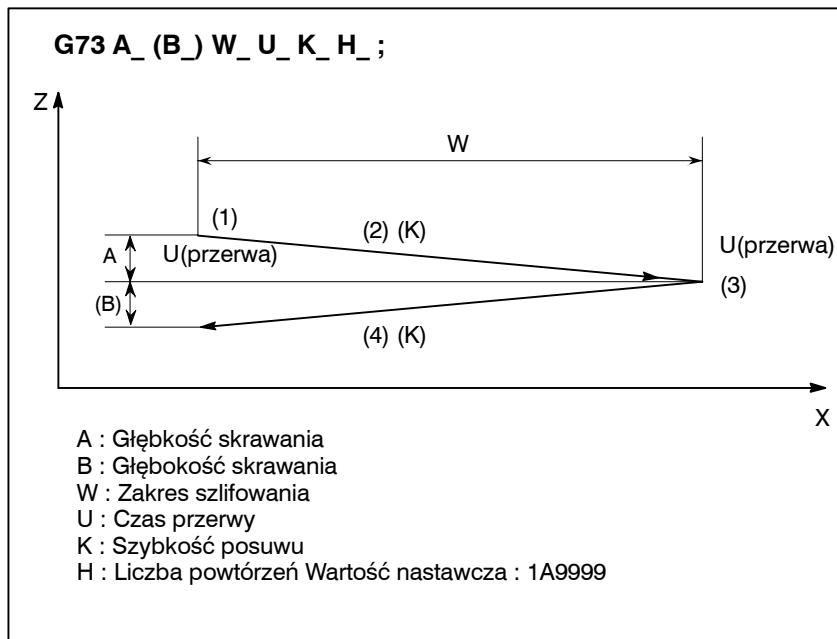 G73 A_ (B_) W_ U_ K_ H_ ;
Z
W
(1)
(2) (K)
A
U(przerwa)
U(przerwa)
(3)
(B)
(4) (K)
X
A : Głębkość skrawania
B : Głębokość skrawania
W : Zakres szlifowania
U : Czas przerwy
K : Szybkość posuwu
H : Liczba powtórzeń Wartość nastawcza : 1A9999